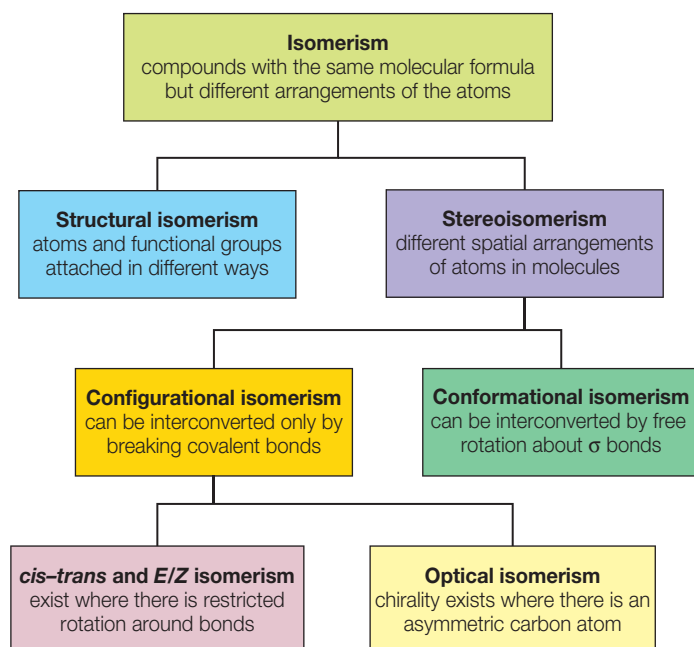 Isomerism
compounds with the same molecular formula
but different arrangements of the atoms
Structural isomerism
atoms and functional groups
attached in different ways
Stereoisomerism
different spatial arrangements
of atoms in molecules
Configurational isomerism
can be interconverted only by
breaking covalent bonds
Conformational isomerism
can be interconverted by free
rotation about σ bonds
cis–trans and E/Z isomerism
exist where there is restricted
rotation around bonds
Optical isomerism
chirality exists where there is an
asymmetric carbon atom